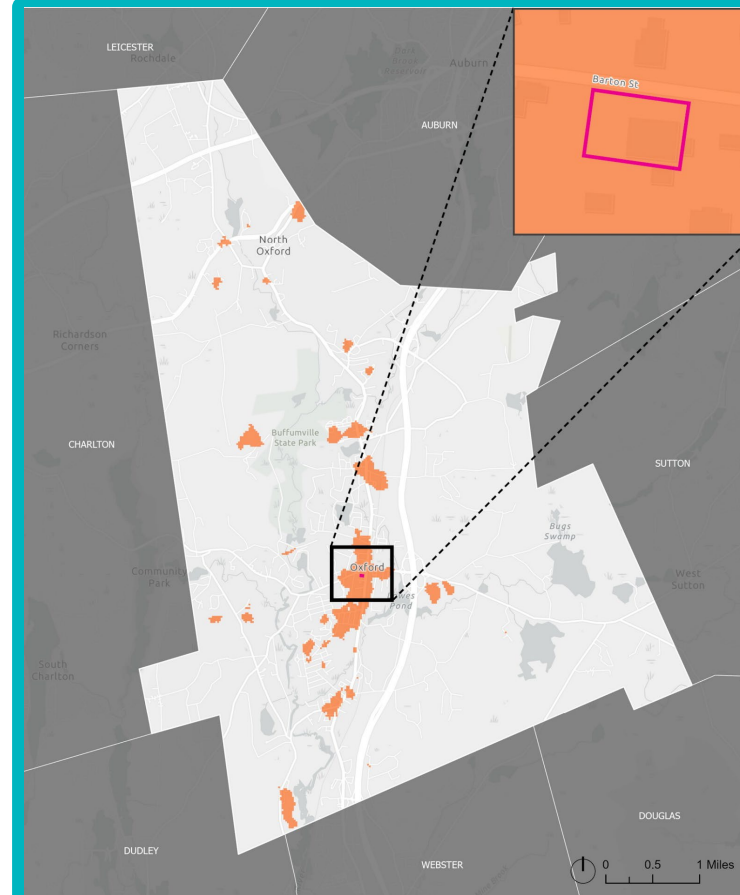 LEICESTER
Rochdale
Auburn
AUBURN
Barton St
North
Oxford
Richardson
Corners
Buffumville
State Park
CHARLTON
SUTTON
Bugs
Swamp
Community
Park
Oxford
West
Sutton
Pond
South
Charlton
DOUGLAS
DUDLEY
WEBSTER
0 0.5 1 Miles